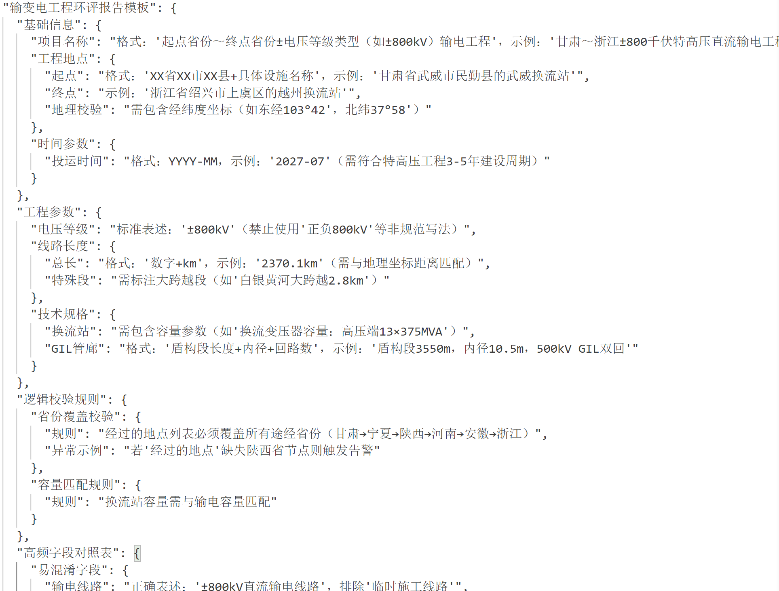 "输变电工程环评报告模板": {
"基础信息": {
"项目名称": "格式：'起点省份～终点省份±电压等级类型（如±800kV）输电工程'，示例：'甘肃～浙江±800千伏特高压直流输电工程
"工程地点": {
"起点": "格式：'XX省XX市XX县+具体设施名称'，示例：'甘肃省武威市民勤县的武威换流站'",
"终点": "示例：'浙江省绍兴市上虞区的越州换流站'",
"地理校验": "需包含经纬度坐标（如东经103°42'，北纬37°58'）"
},
"时间参数": {
"投运时间": "格式：YYYY-MM，示例：'2027-07'（需符合特高压工程3-5年建设周期）"
}
},
"工程参数": {
"电压等级": "标准表述：'±800kV'（禁止使用'正负800kV'等非规范写法）",
"线路长度": {
"总长": "格式：'数字+km'，示例：'2370.1km'（需与地理坐标距离匹配）",
"特殊段": "需标注大跨越段（如'白银黄河大跨越2.8km'）"
},
"技术规格": {
"换流站": "需包含容量参数（如'换流变压器容量：高压端13×375MVA'）",
"GIL管廊": "格式：'盾构段长度+内径+回路数'，示例：'盾构段3550m，内径10.5m，500kV GIL双回'"
}
},
"逻辑校验规则": {
"省份覆盖校验": {
"规则": "经过的地点列表必须覆盖所有途经省份（甘肃→宁夏→陕西→河南→安徽→浙江）",
"异常示例": "若'经过的地点'缺失陕西省节点则触发告警"
},
"容量匹配规则": {
"规则": "换流站容量需与输电容量匹配"
}
},
"高频字段对照表": {
"易混淆字段": {
"输电线路": "正确表述：'±800kV直流输电线路'，排除'临时施工线路'",